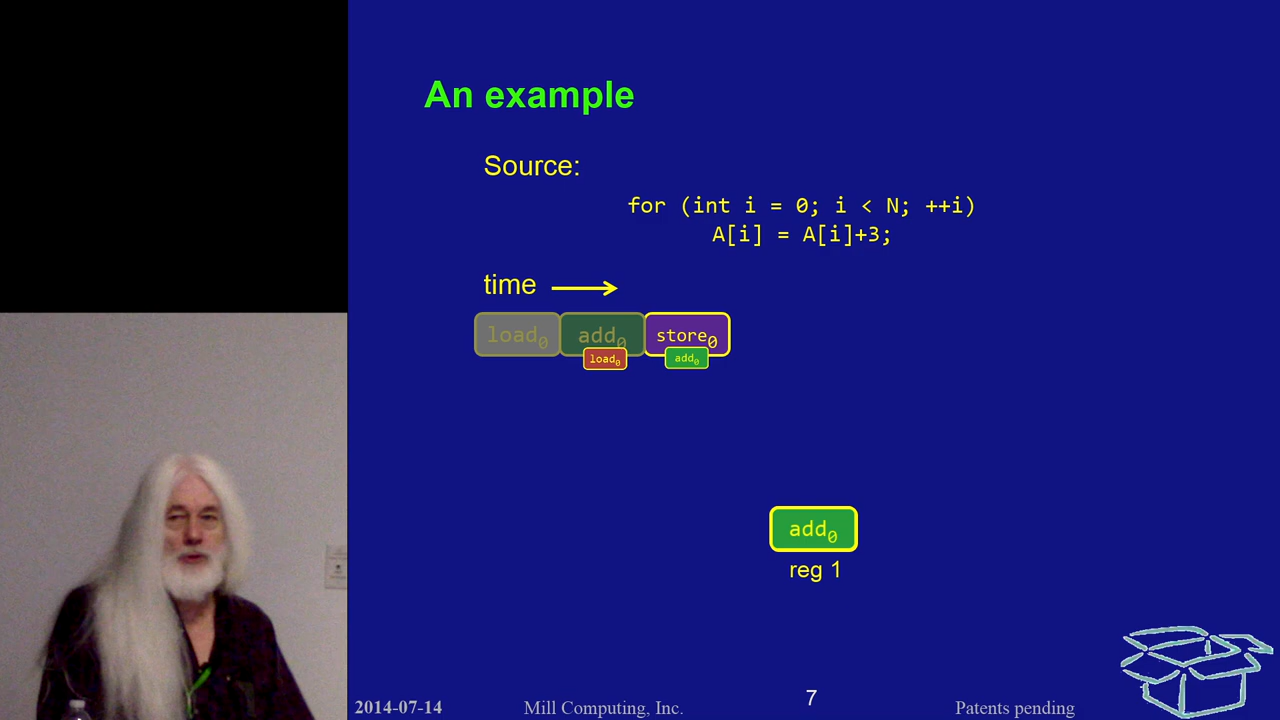 An example
Source:
for (int i = 0; i < N; ++i)
A[i] = A[i]+3;
time
load0 add0 store0
load0 add0
add0
reg 1
2014-07-14 Mill Computing, Inc. 7 Patents pending